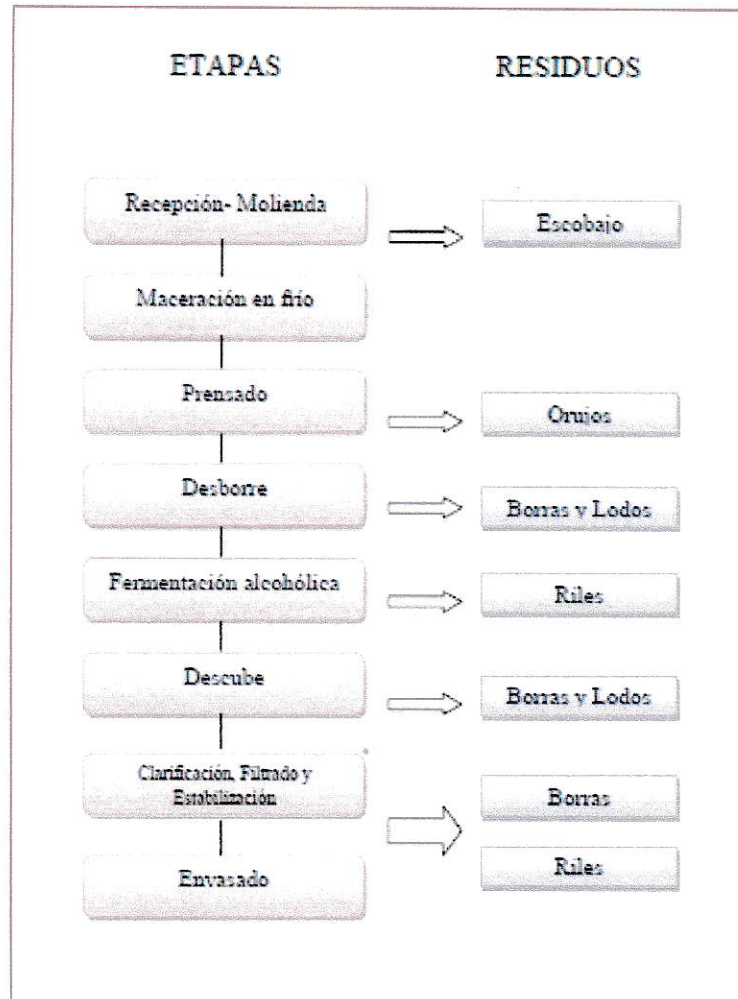 ETAPAS RESIDUOS
Recepción- Molienda
Escobajo
Maceración en frío
Prensado
Orujos
Desborre
Borras y Lodos
Fermentación alcohólica
Riles
Descube
Borras y Lodos
Clarificación, Filtrado y
Estabilización
Borras
Envasado
Riles